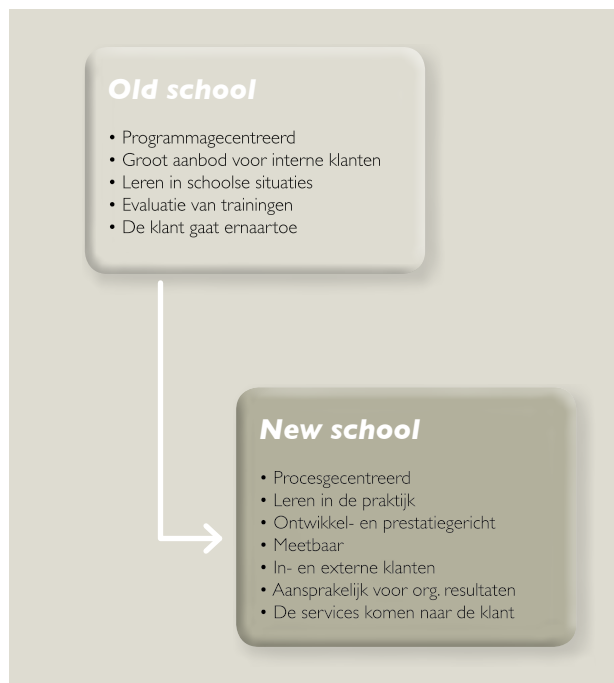 Old school
• Programmagecentreerd
• Groot aanbod voor interne klanten
• Leren in schoolse situaties
• Evaluatie van trainingen
• De klant gaat ernaartoe
New school
• Procesgecentreerd
• Leren in de praktijk
• Ontwikkel- en prestatiegericht
• Meetbaar
• In- en externe klanten
• Aansprakelijk voor org. resultaten
• De services komen naar de klant